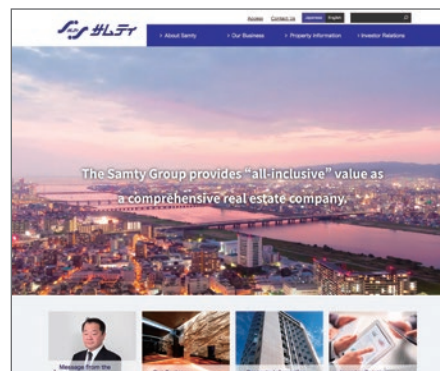 Access
Contact Us
Japanese
English
サムティ
› About Samty
› Our Business
› Property Information
› Investor Relations
The Samty Group provides “all-inclusive” value as
a comprehensive real estate company.
Message from the